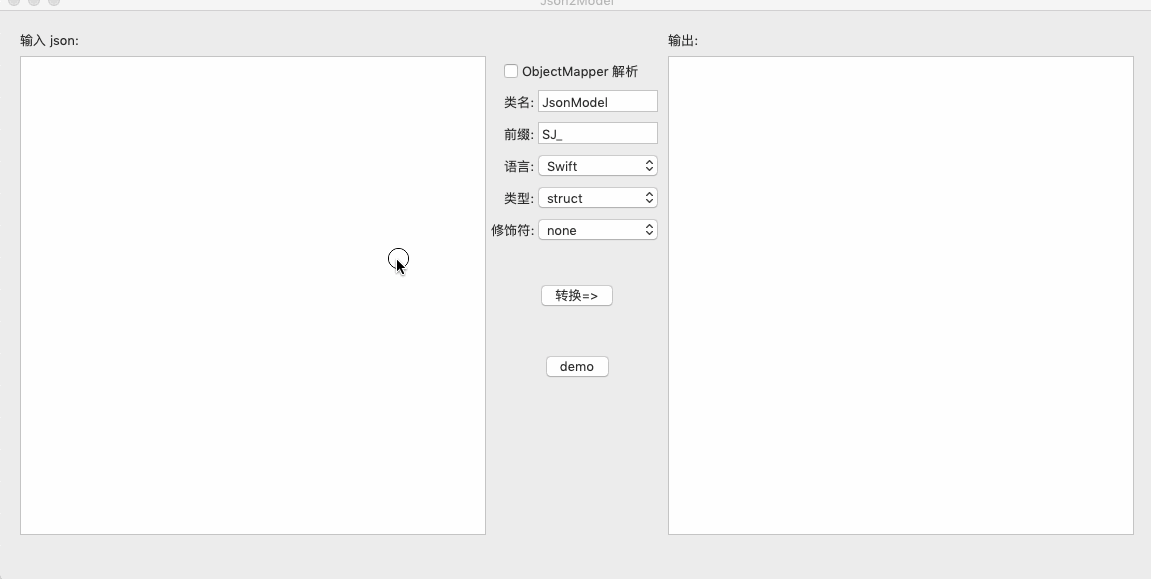 Json2Model
输入 json:
输出:
ObjectMapper 解析
类名: JsonModel
前缀: SJ_
语言: Swift
类型: struct
修饰符: none
转换=>
demo